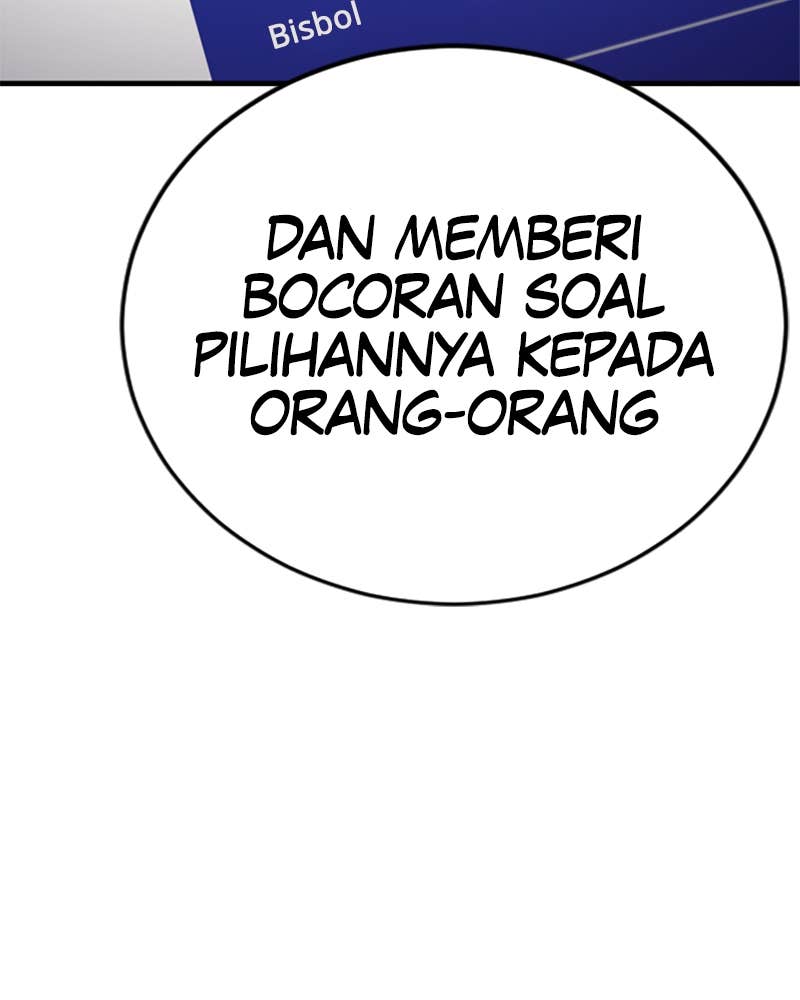 Bisbol
DAN MEMBERI
BOCORAN SOAL
PILIHANNYA KEPADA
ORANG-ORANG